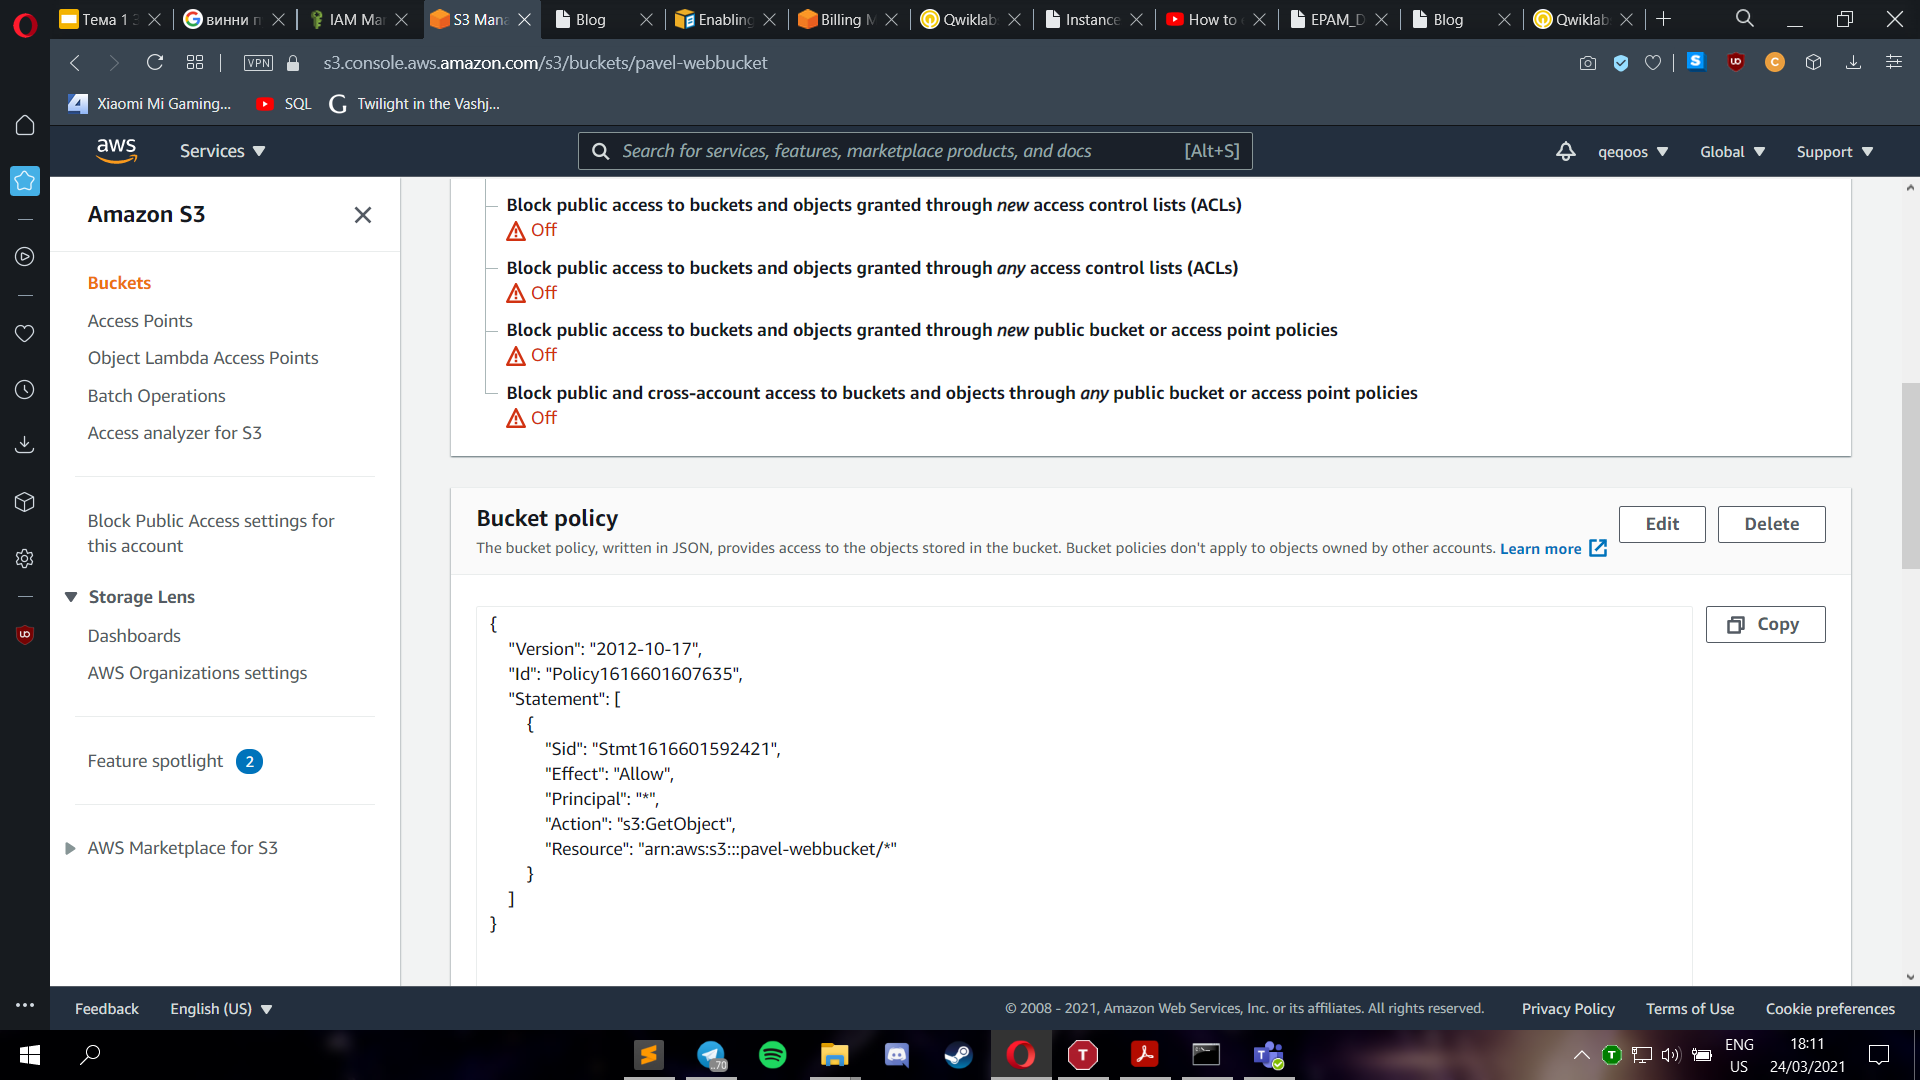 Тема 1 3
винни п
IAM Mar
S3 Mana
Blog
Enabling
Billing M
Qwiklab
Instance
How to
EPAM_D
Blog
Qwiklab
VPN
s3.console.aws.amazon.com/s3/buckets/pavel-webbucket
Xiaomi Mi Gaming...
SQL
Twilight in the Vashj...
aws
Services
Search for services, features, marketplace products, and docs
[Alt+S]
qeqoos
Global
Support
Amazon S3
Buckets
Access Points
Object Lambda Access Points
Batch Operations
Access analyzer for S3
Block Public Access settings for
this account
Storage Lens
Dashboards
AWS Organizations settings
Feature spotlight 2
AWS Marketplace for S3
Block public access to buckets and objects granted through new access control lists (ACLs)
Off
Block public access to buckets and objects granted through any access control lists (ACLs)
Off
Block public access to buckets and objects granted through new public bucket or access point policies
Off
Block public and cross-account access to buckets and objects through any public bucket or access point policies
Off
Bucket policy
The bucket policy, written in JSON, provides access to the objects stored in the bucket. Bucket policies don't apply to objects owned by other accounts. Learn more
Edit
Delete
Copy
{
"Version": "2012-10-17",
"Id": "Policy1616601607635",
"Statement": [
{
"Sid": "Stmt1616601592421",
"Effect": "Allow",
"Principal": "*",
"Action": "s3:GetObject",
"Resource": "arn:aws:s3:::pavel-webbucket/*"
}
]
}
Feedback
English (US)
© 2008 - 2021, Amazon Web Services, Inc. or its affiliates. All rights reserved.
Privacy Policy
Terms of Use
Cookie preferences
ENG
US
18:11
24/03/2021